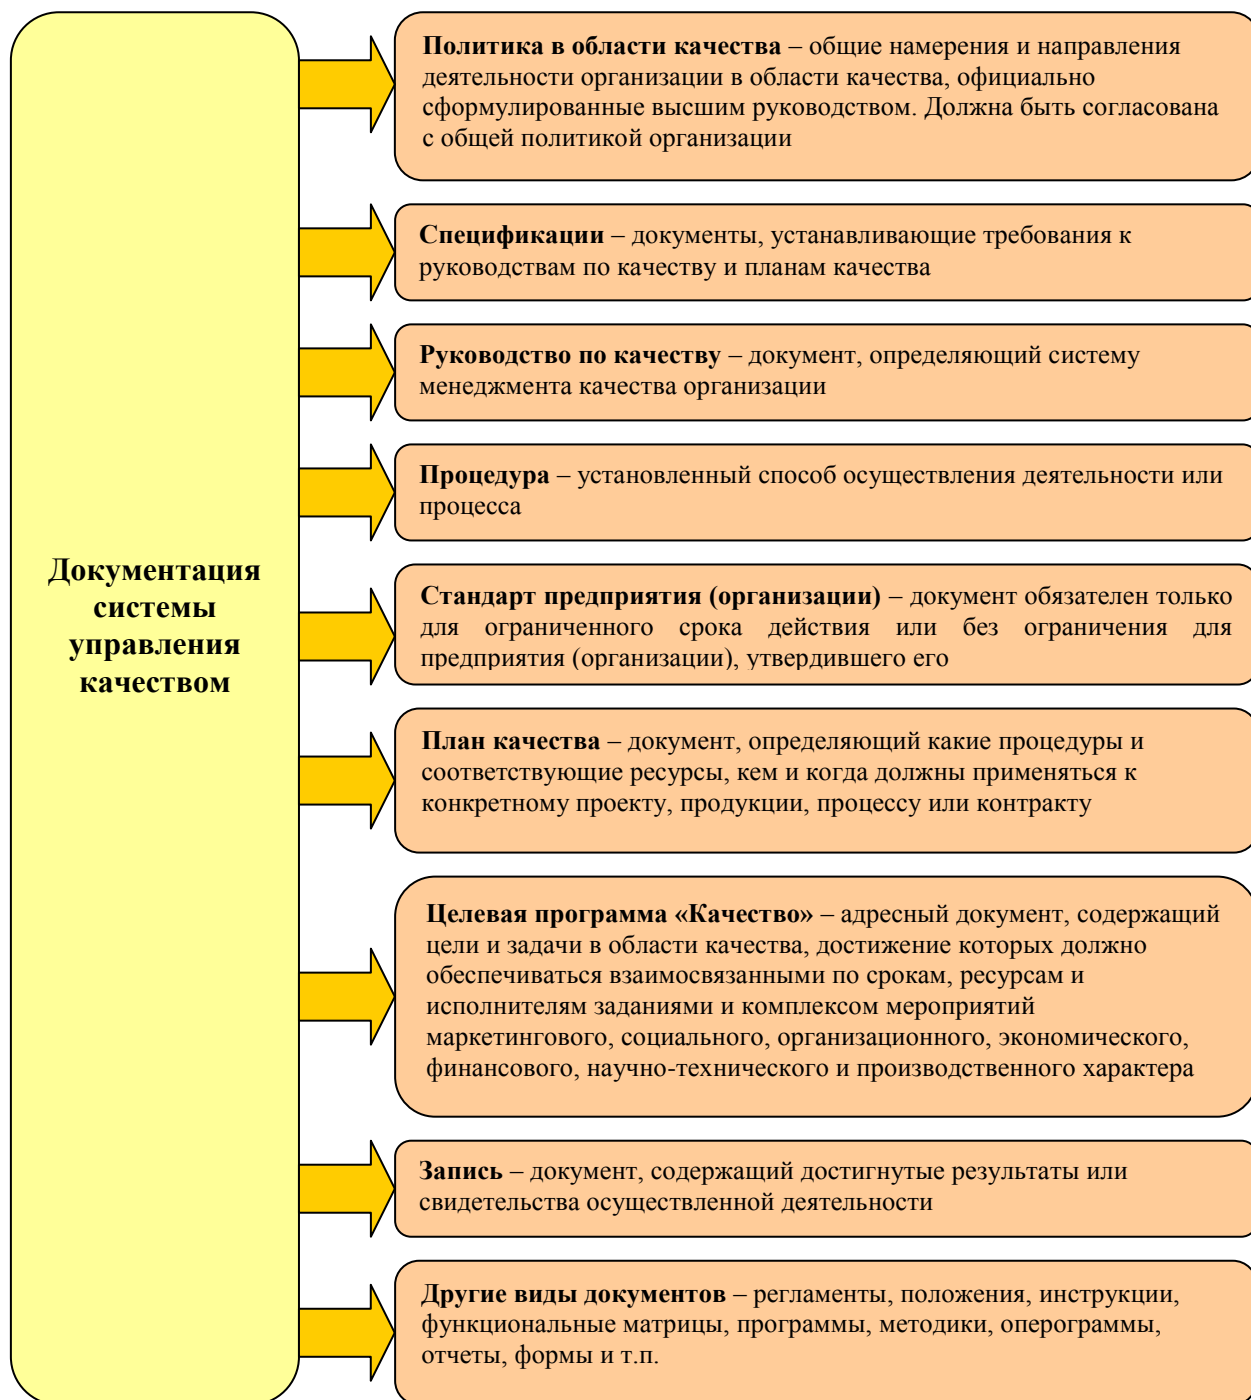 Документация
системы
управления
качеством
Политика в области качества – общие намерения и направления
деятельности организации в области качества, официально
сформулированные высшим руководством. Должна быть согласована
с общей политикой организации
Спецификации – документы, устанавливающие требования к
руководствам по качеству и планам качества
Руководство по качеству – документ, определяющий систему
менеджмента качества организации
Процедура – установленный способ осуществления деятельности или
процесса
Стандарт предприятия (организации) – документ обязателен только
для ограниченного срока действия или без ограничения для
предприятия (организации), утвердившего его
План качества – документ, определяющий какие процедуры и
соответствующие ресурсы, кем и когда должны применяться к
конкретному проекту, продукции, процессу или контракту
Целевая программа «Качество» – адресный документ, содержащий
цели и задачи в области качества, достижение которых должно
обеспечиваться взаимосвязанными по срокам, ресурсам и
исполнителям заданиями и комплексом мероприятий
маркетингового, социального, организационного, экономического,
финансового, научно-технического и производственного характера
Запись – документ, содержащий достигнутые результаты или
свидетельства осуществленной деятельности
Другие виды документов – регламенты, положения, инструкции,
функциональные матрицы, программы, методики, оперограммы,
отчеты, формы и т.п.